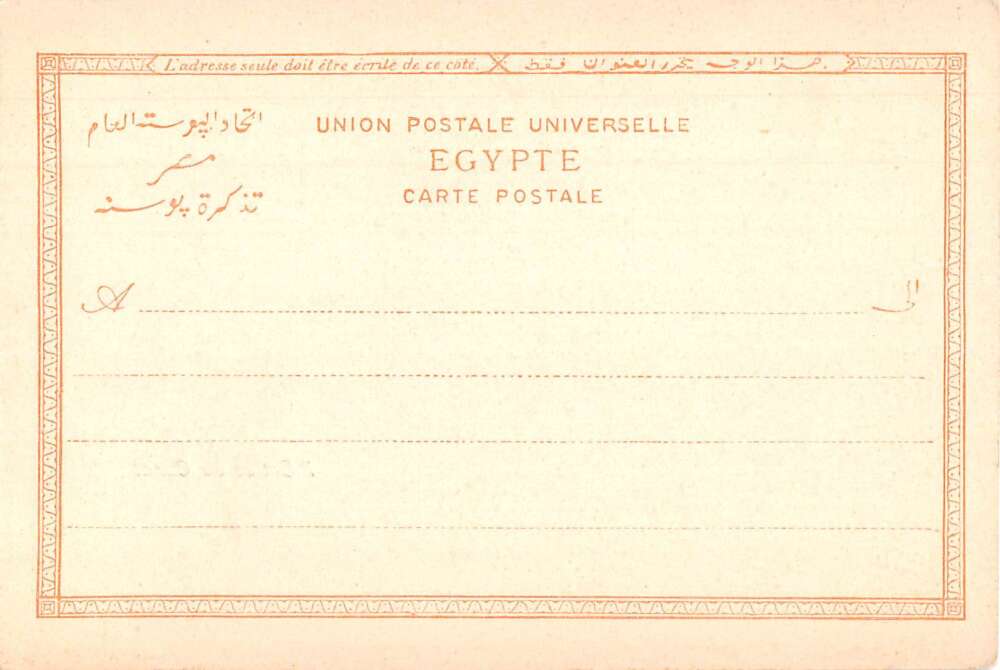 L'adresse seule doit être écrite de ce côté. هذا الوجه يحرر العنوان فقط.
اتحاد البوسته العام
مصر
تذكرة بوسته
UNION POSTALE UNIVERSELLE
EGYPTE
CARTE POSTALE
A
الى